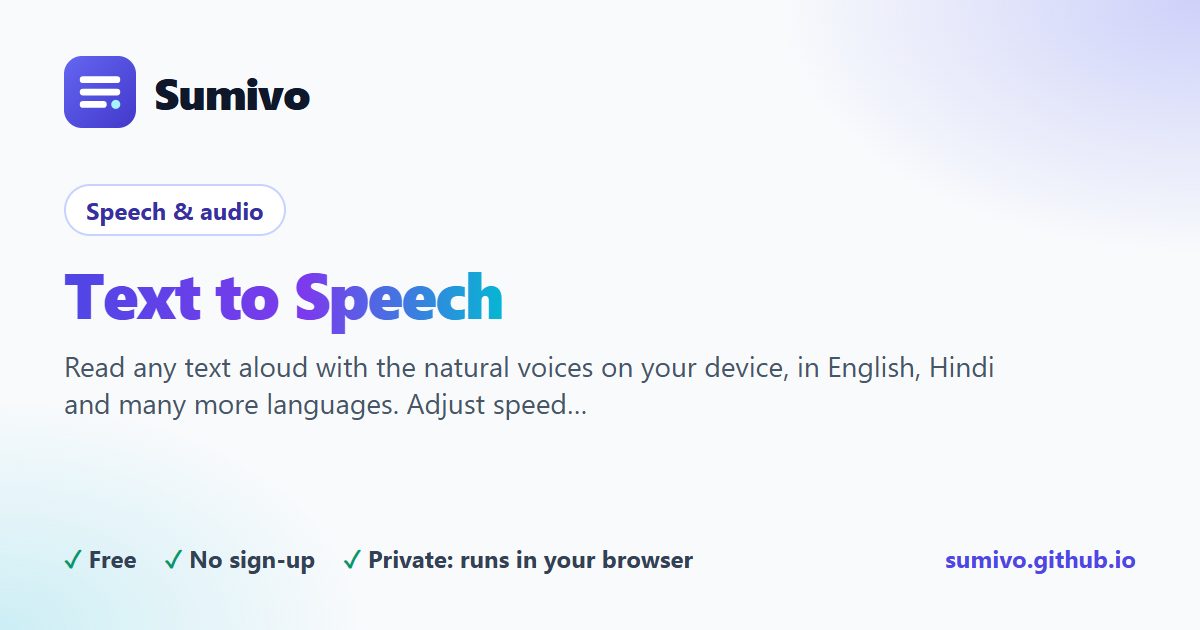 Sumivo
Speech & audio
Text to Speech
Read any text aloud with the natural voices on your device, in English, Hindi
and many more languages. Adjust speed...
✓ Free ✓ No sign-up ✓ Private: runs in your browser
sumivo.github.io